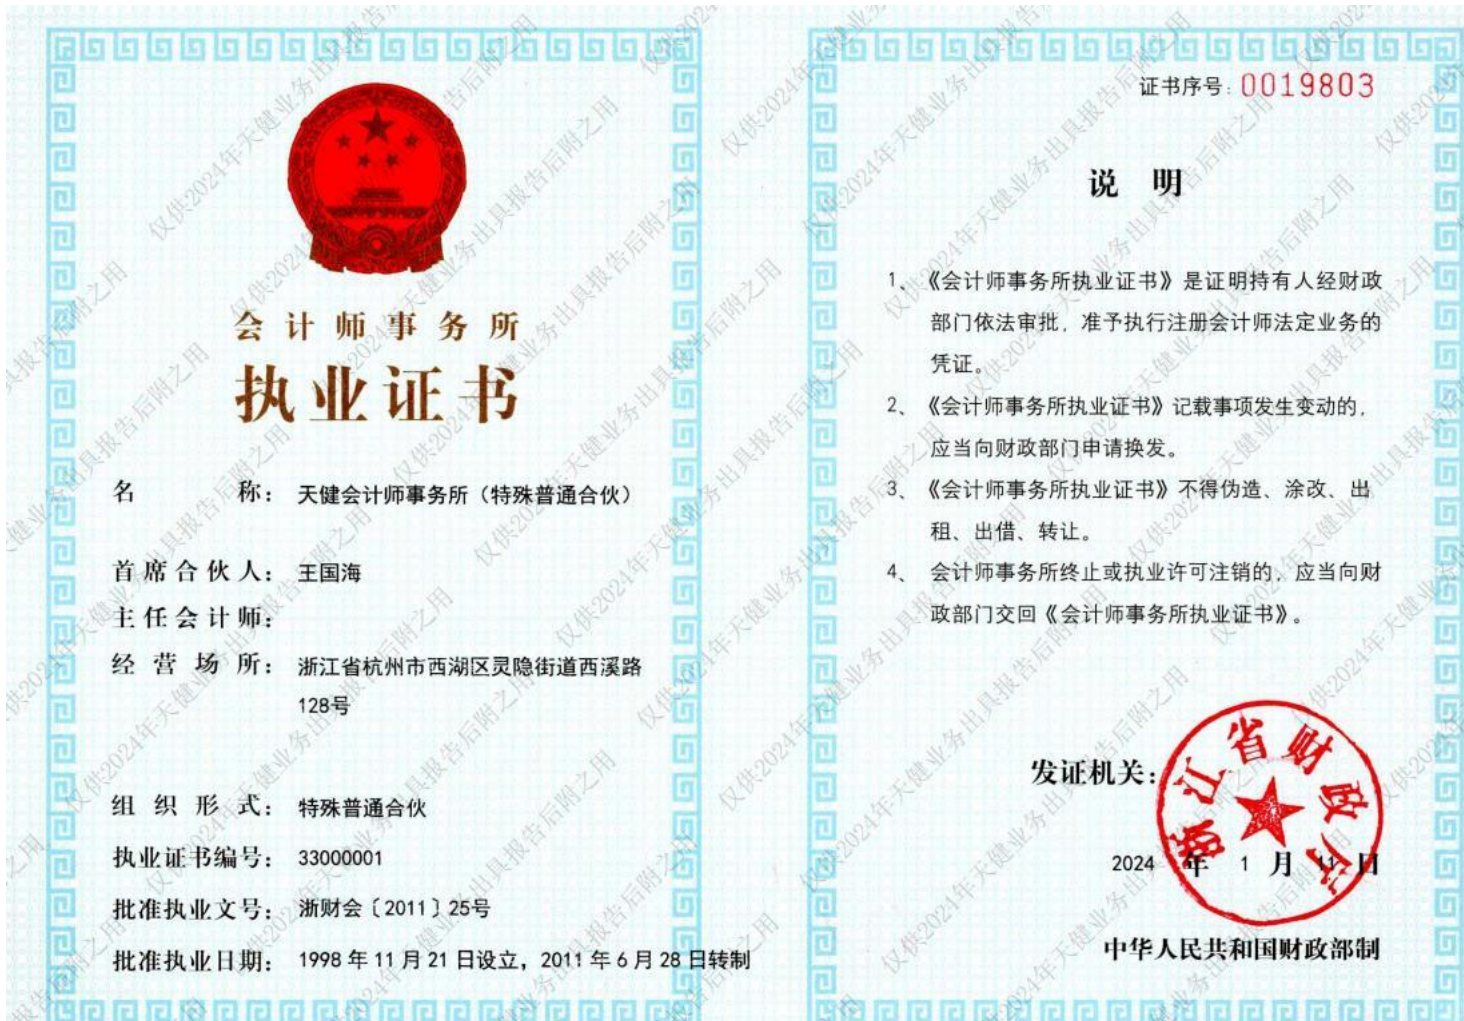 会计师事务所
执业证书
名 称： 天健会计师事务所（特殊普通合伙）
首席合伙人： 王国海
主任会计师：
经营场所： 浙江省杭州市西湖区灵隐街道西溪路
128号
组织形式： 特殊普通合伙
执业证书编号： 33000001
批准执业文号： 浙财会〔2011〕25号
批准执业日期： 1998年11月21日设立，2011年6月28日转制
证书序号：0019803
说 明
1、《会计师事务所执业证书》是证明持有人经财政
部门依法审批，准予执行注册会计师法定业务的
凭证。
2、《会计师事务所执业证书》记载事项发生变动的，
应当向财政部门申请换发。
3、《会计师事务所执业证书》不得伪造、涂改、出
租、出借、转让。
4、会计师事务所终止或执业许可注销的，应当向财
政部门交回《会计师事务所执业证书》。
发证机关：
浙江省财政厅
2024年1月11日
中华人民共和国财政部制
仅供2024年天健业务出具报告后附之用